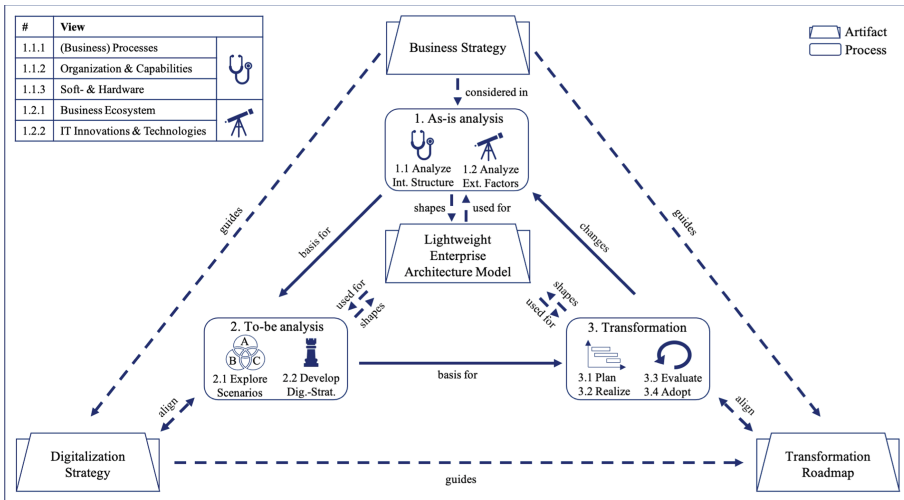 # View
1.1.1 (Business) Processes
1.1.2 Organization & Capabilities
1.1.3 Soft- & Hardware
1.2.1 Business Ecosystem
1.2.2 IT Innovations & Technologies
Business Strategy
Artifact
Process
considered in
1. As-is analysis
1.1 Analyze
Int. Structure
1.2 Analyze
Ext. Factors
shapes
used for
guides
guides
basis for
changes
Lightweight
Enterprise
Architecture Model
used for
shapes
shapes
used for
2. To-be analysis
A
B
C
2.1 Explore
Scenarios
2.2 Develop
Dig.-Strat.
basis for
3. Transformation
3.1 Plan
3.2 Realize
3.3 Evaluate
3.4 Adopt
align
align
Digitalization
Strategy
guides
Transformation
Roadmap